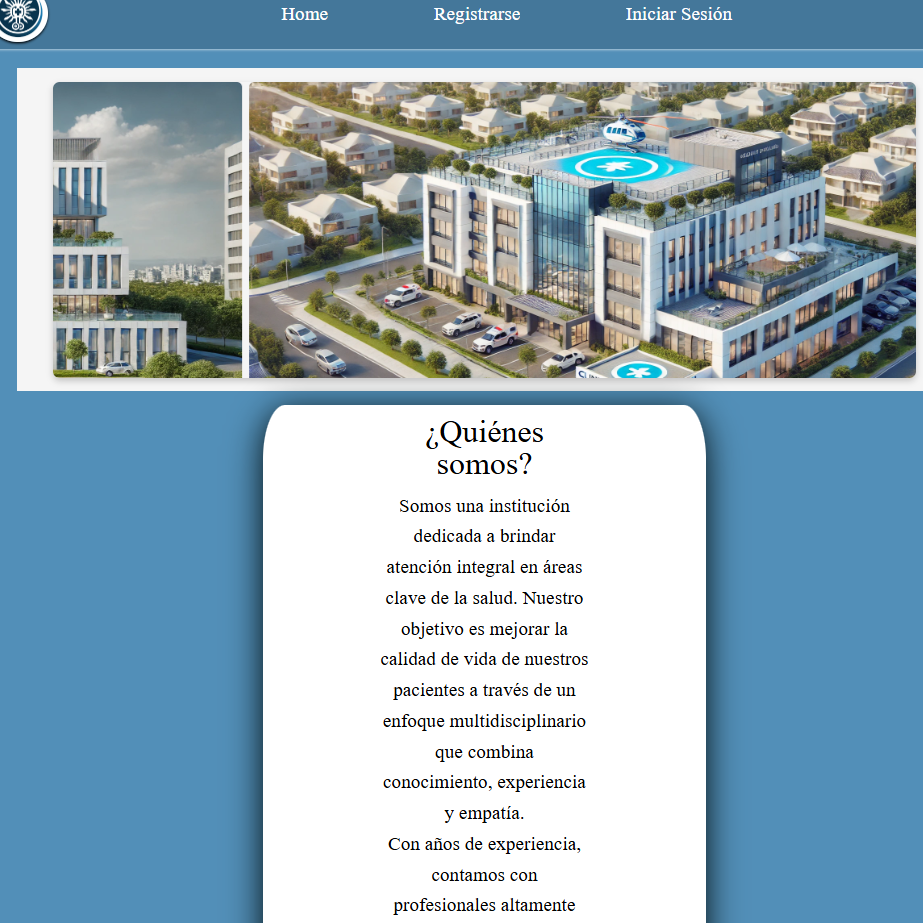 Home Registrarse Iniciar Sesión
¿Quiénes
somos?
Somos una institución
dedicada a brindar
atención integral en áreas
clave de la salud. Nuestro
objetivo es mejorar la
calidad de vida de nuestros
pacientes a través de un
enfoque multidisciplinario
que combina
conocimiento, experiencia
y empatía.
Con años de experiencia,
contamos con
profesionales altamente